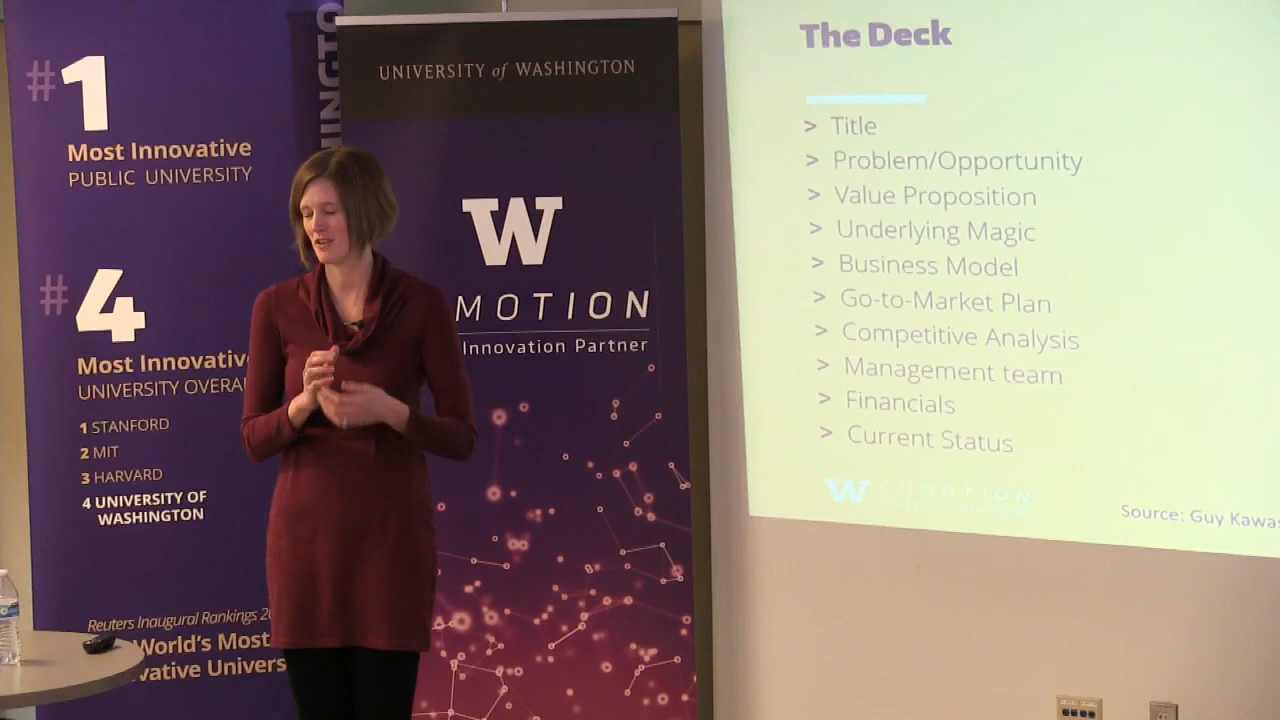 #1
Most Innovative
PUBLIC UNIVERSITY
#4
Most Innovativ
UNIVERSITY OVERA
1 STANFORD
2 MIT
3 HARVARD
4 UNIVERSITY OF
WASHINGTON
Reuters Inaugural Rankings 20
World's Most
vative Univers
HINGTO
UNIVERSITY of WASHINGTON
W
MOTION
Innovation Partner
The Deck
> Title
> Problem/Opportunity
> Value Proposition
> Underlying Magic
> Business Model
> Go-to-Market Plan
> Competitive Analysis
> Management team
> Financials
> Current Status
W COMOTION
Source: Guy Kawas